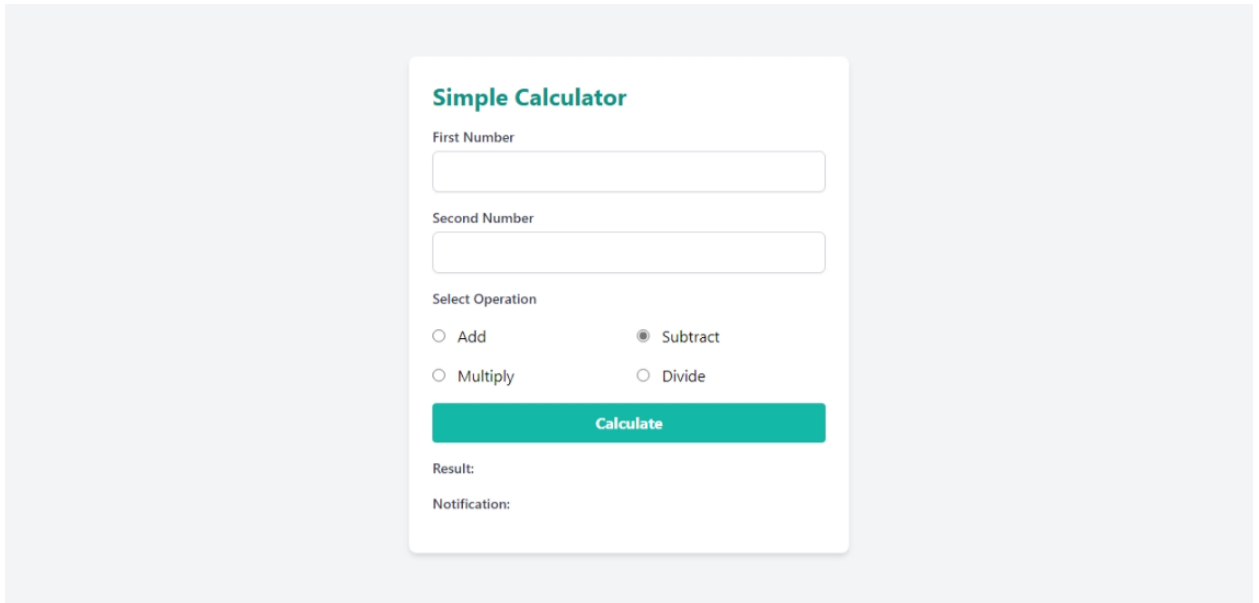 Simple Calculator
First Number
Second Number
Select Operation
Add Subtract
Multiply Divide
Calculate
Result:
Notification: